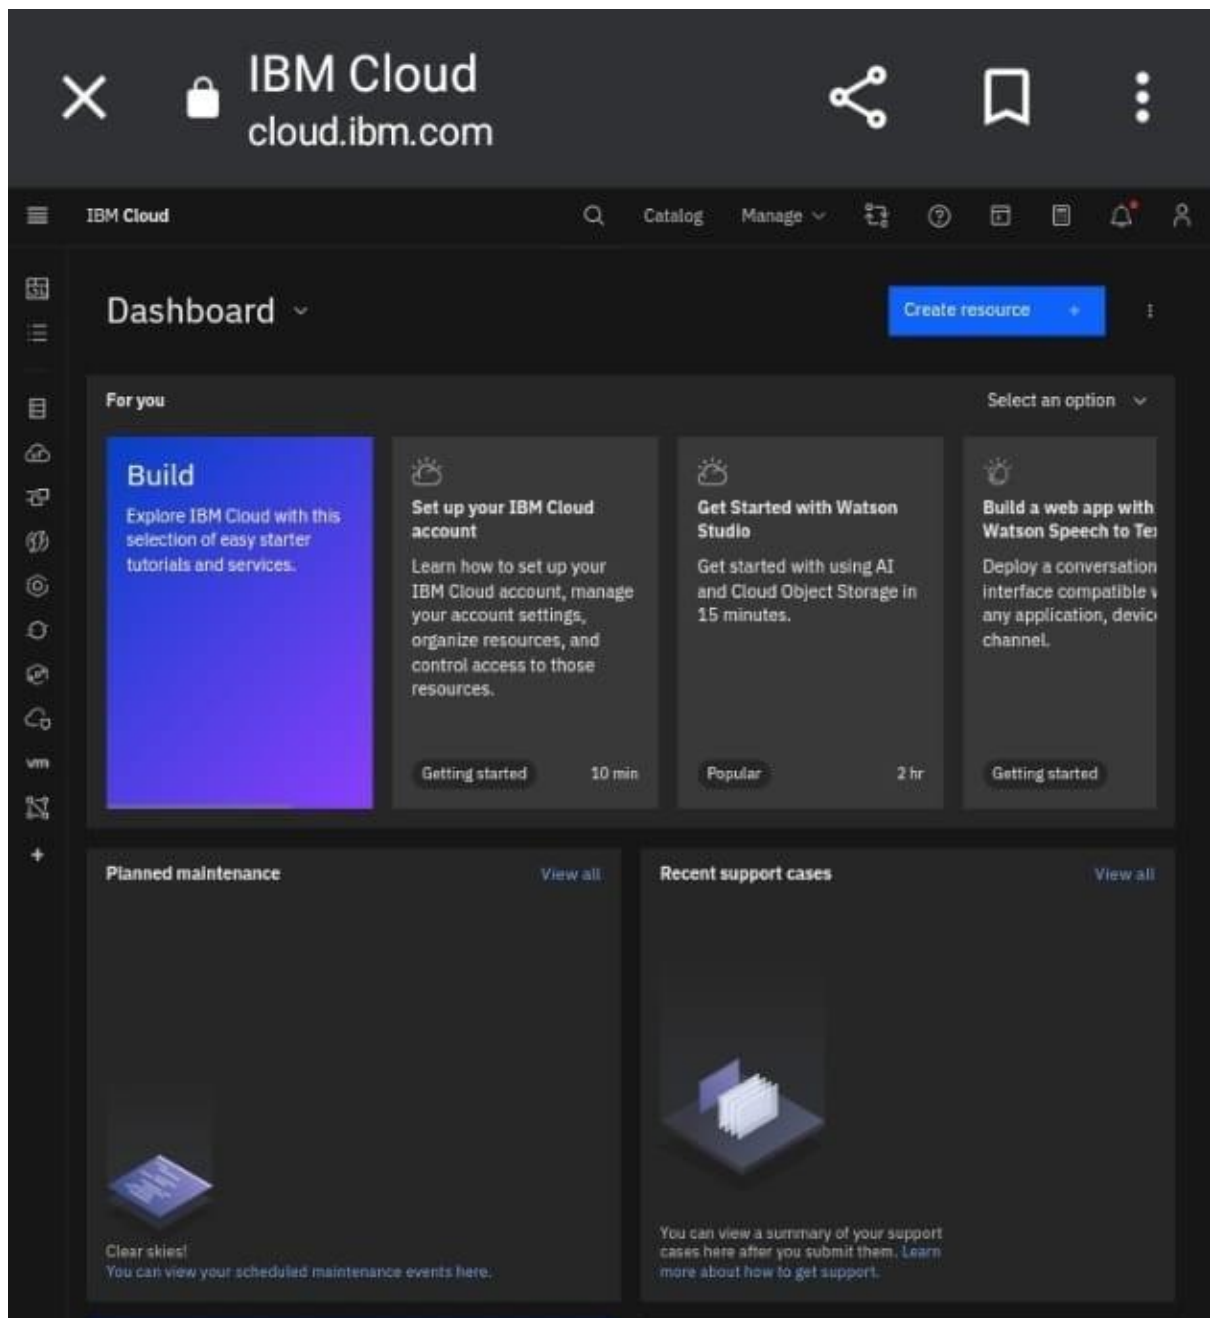 IBM Cloud
cloud.ibm.com
IBM Cloud
Catalog
Manage
Dashboard
Create resource +
For you
Select an option
Build
Explore IBM Cloud with this
selection of easy starter
tutorials and services.
Set up your IBM Cloud
account
Learn how to set up your
IBM Cloud account, manage
your account settings,
organize resources, and
control access to those
resources.
Getting started
10 min
Get Started with Watson
Studio
Get started with using AI
and Cloud Object Storage in
15 minutes.
Popular
2 hr
Build a web app with
Watson Speech to
Deploy a conversation
interface compatible
any application,
channel.
Getting started
vm
Planned maintenance
View all
Clear skies!
You can view your scheduled maintenance events here.
Recent support cases
View all
You can view a summary of your support
cases here after you submit them. Learn
more about how to get support.